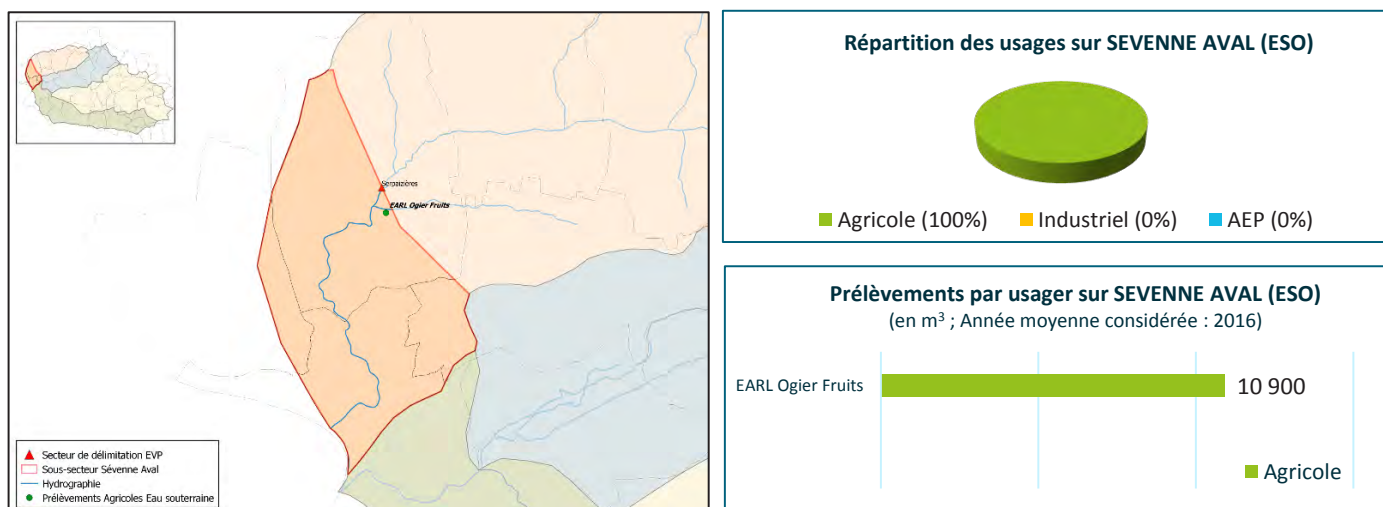 Serpaizières
EARL Ogier Fruits
Secteur de délimitation EVP
Sous-secteur Sévenne Aval
Hydrographie
Prélèvements Agricoles Eau souterraine
Répartition des usages sur SEVENNE AVAL (ESO)
Agricole (100%) Industriel (0%) AEP (0%)
Prélèvements par usager sur SEVENNE AVAL (ESO)
(en m³ ; Année moyenne considérée : 2016)
EARL Ogier Fruits 10 900
Agricole